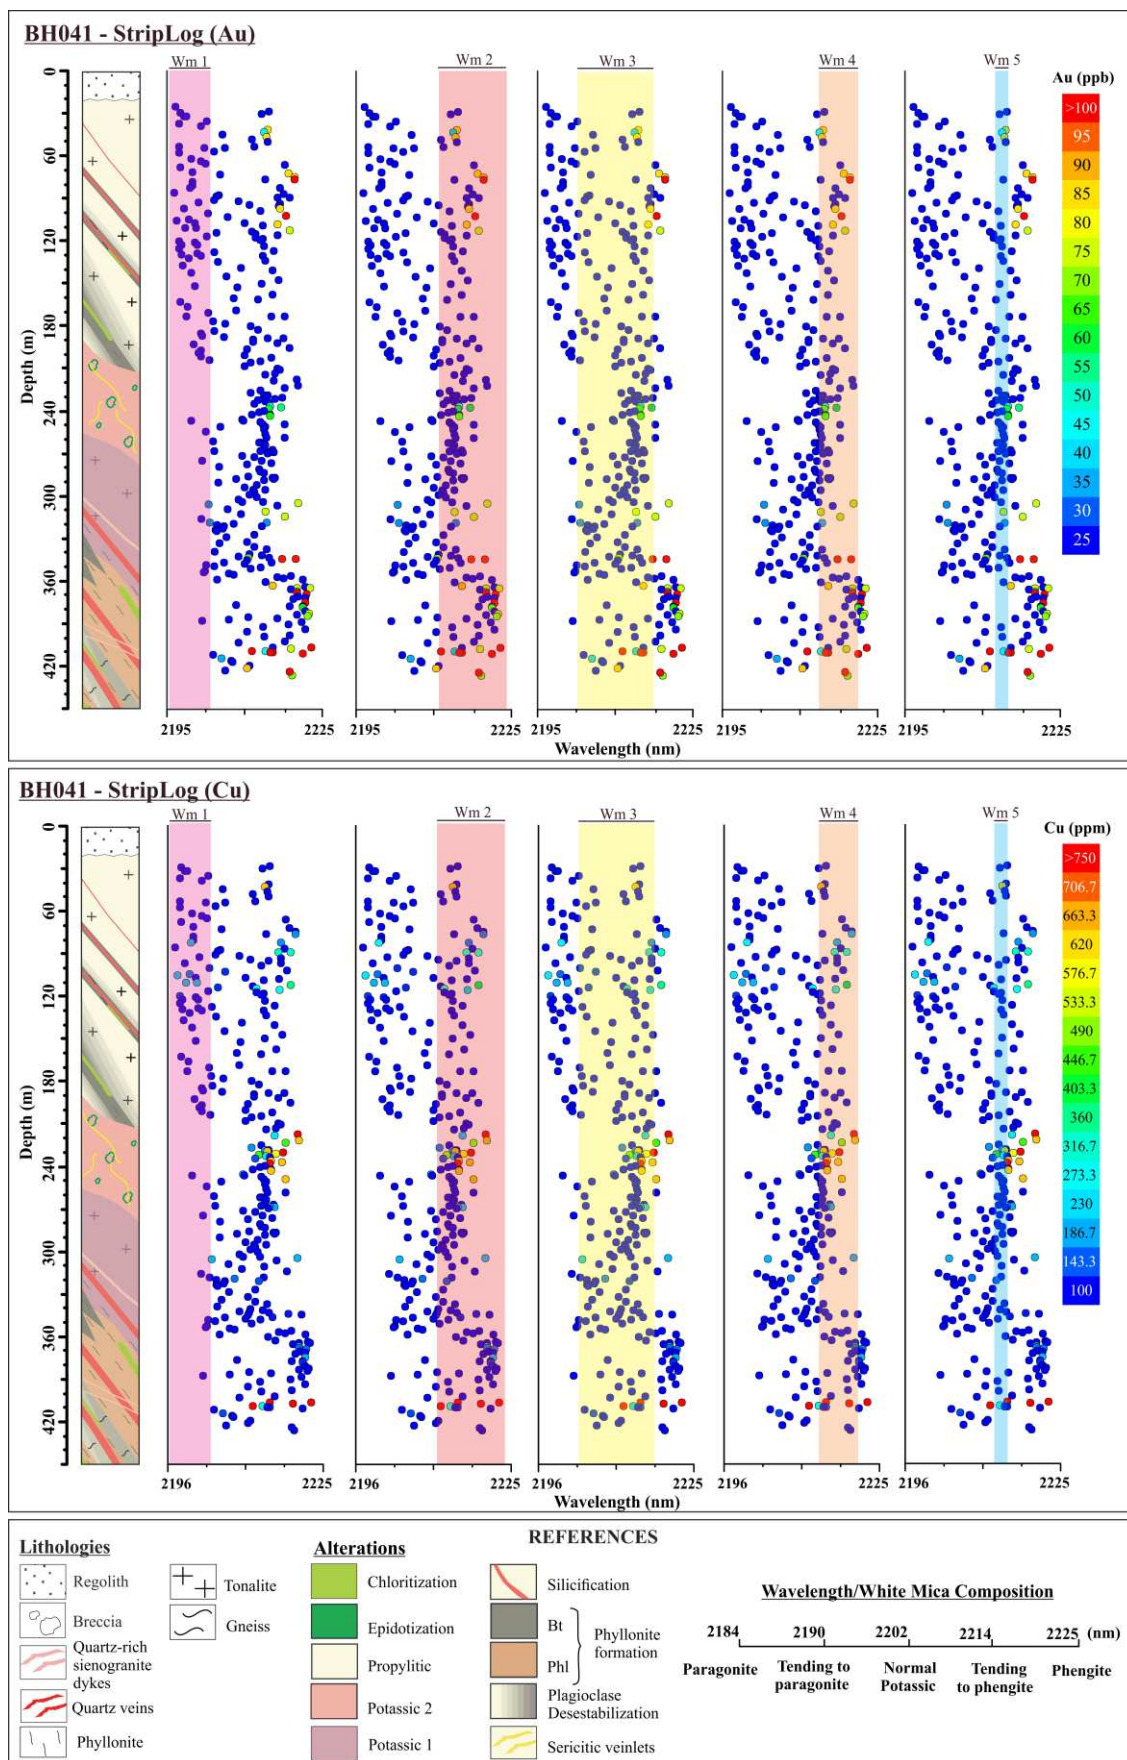 BH041 - StripLog (Au)
Wm 1
Wm 2
Wm 3
Wm 4
Wm 5
Au (ppb)
>100
95
90
85
80
75
70
65
60
55
50
45
40
35
30
25
Depth (m)
0
60
120
180
240
300
360
420
2195 2225
2195 2225
2195 2225
2195 2225
2195 2225
Wavelength (nm)
BH041 - StripLog (Cu)
Wm 1
Wm 2
Wm 3
Wm 4
Wm 5
Cu (ppm)
>750
706.7
663.3
620
576.7
533.3
490
446.7
403.3
360
316.7
273.3
230
186.7
143.3
100
Depth (m)
0
60
120
180
240
300
360
420
2196 2225
2196 2225
2196 2225
2196 2225
2196 2225
Wavelength (nm)
REFERENCES
Lithologies
Regolith
Breccia
Quartz-rich
sienogranite
dykes
Quartz veins
Phyllonite
Tonalite
Gneiss
Alterations
Chloritization
Epidotization
Propylitic
Potassic 2
Potassic 1
Silicification
Bt
Phl
Phyllonite
formation
Plagioclase
Desestabilization
Sericitic veinlets
Wavelength/White Mica Composition
2184 2190 2202 2214 2225 (nm)
Paragonite
Tending to
paragonite
Normal
Potassic
Tending
to phengite
Phengite